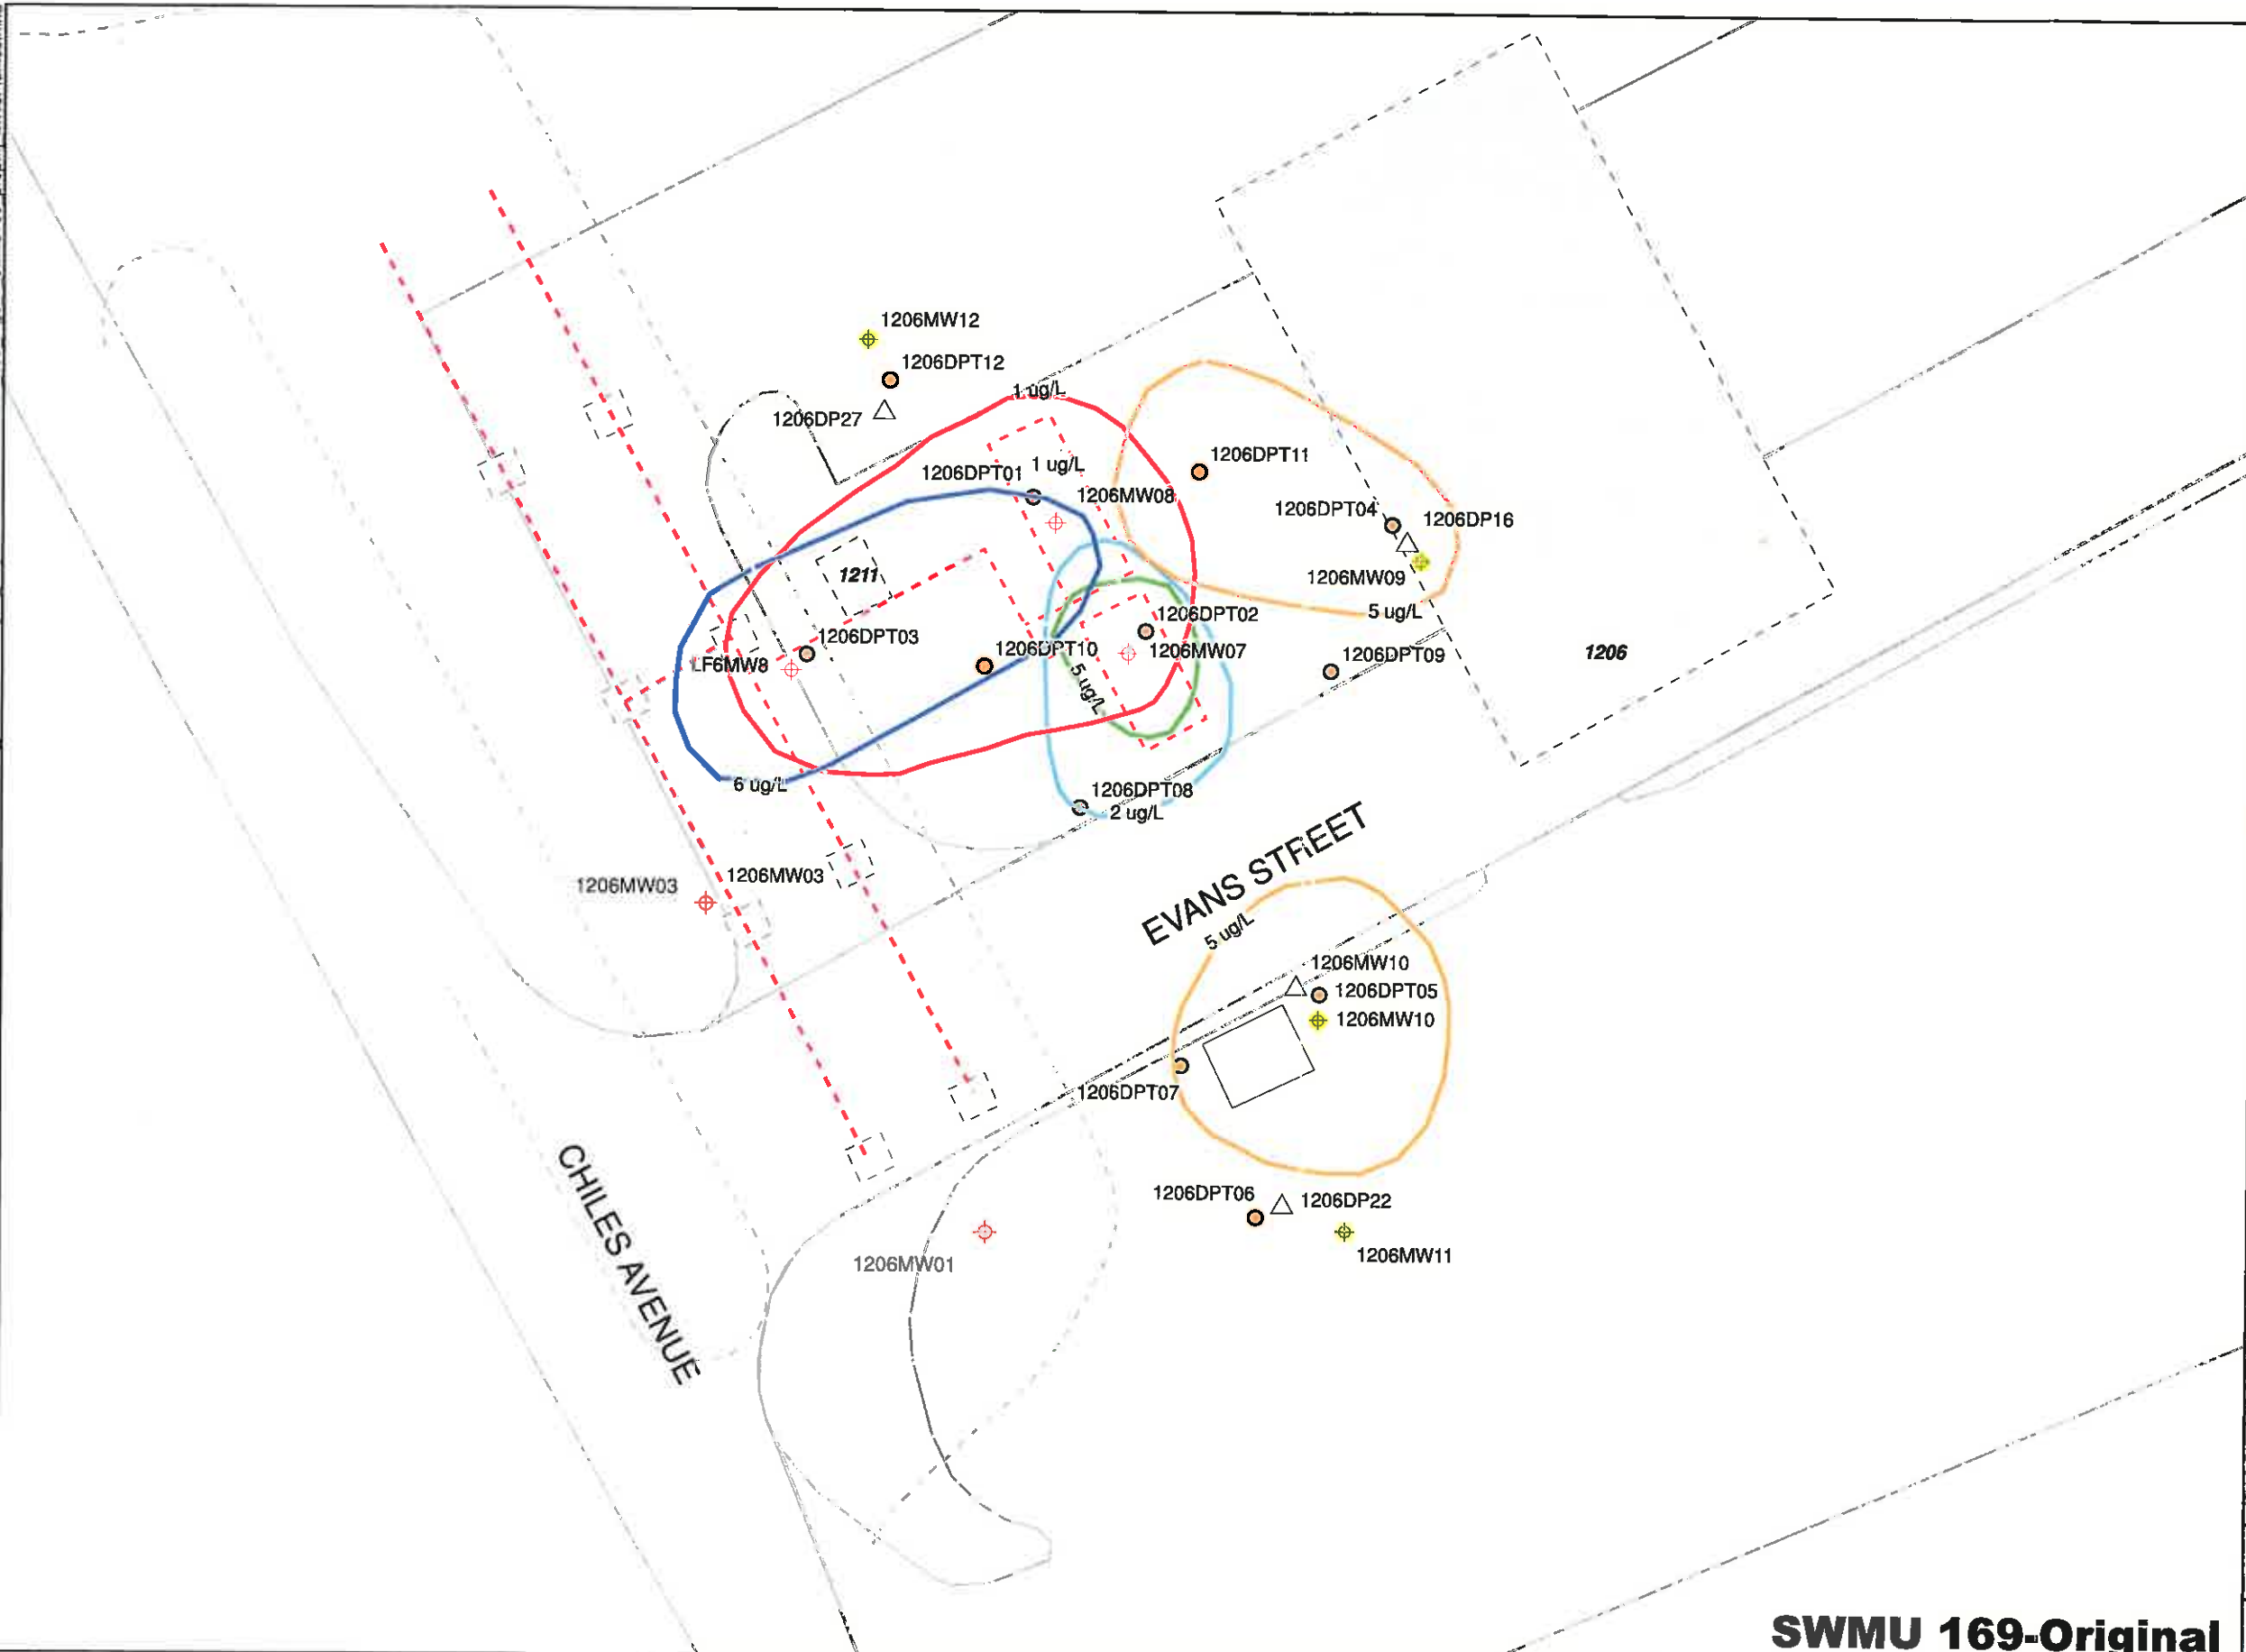 1206MW12
1206DPT12
1206DP27
1 ug/L
1206DPT11
1206DPT01
1 ug/L
1206MW08
1206DPT04
1206DP16
1211
1206MW09
5 ug/L
1206DPT02
1206DPT03
1206DPT10
1206MW07
1206DPT09
1206
LF6MW8
5 ug/L
6 ug/L
1206DPT08
2 ug/L
EVANS STREET
1206MW03
1206MW03
5 ug/L
1206MW10
1206DPT05
1206MW10
1206DPT07
CHILES AVENUE
1206DPT06
1206DP22
1206MW01
1206MW11
SWMU 169-Original